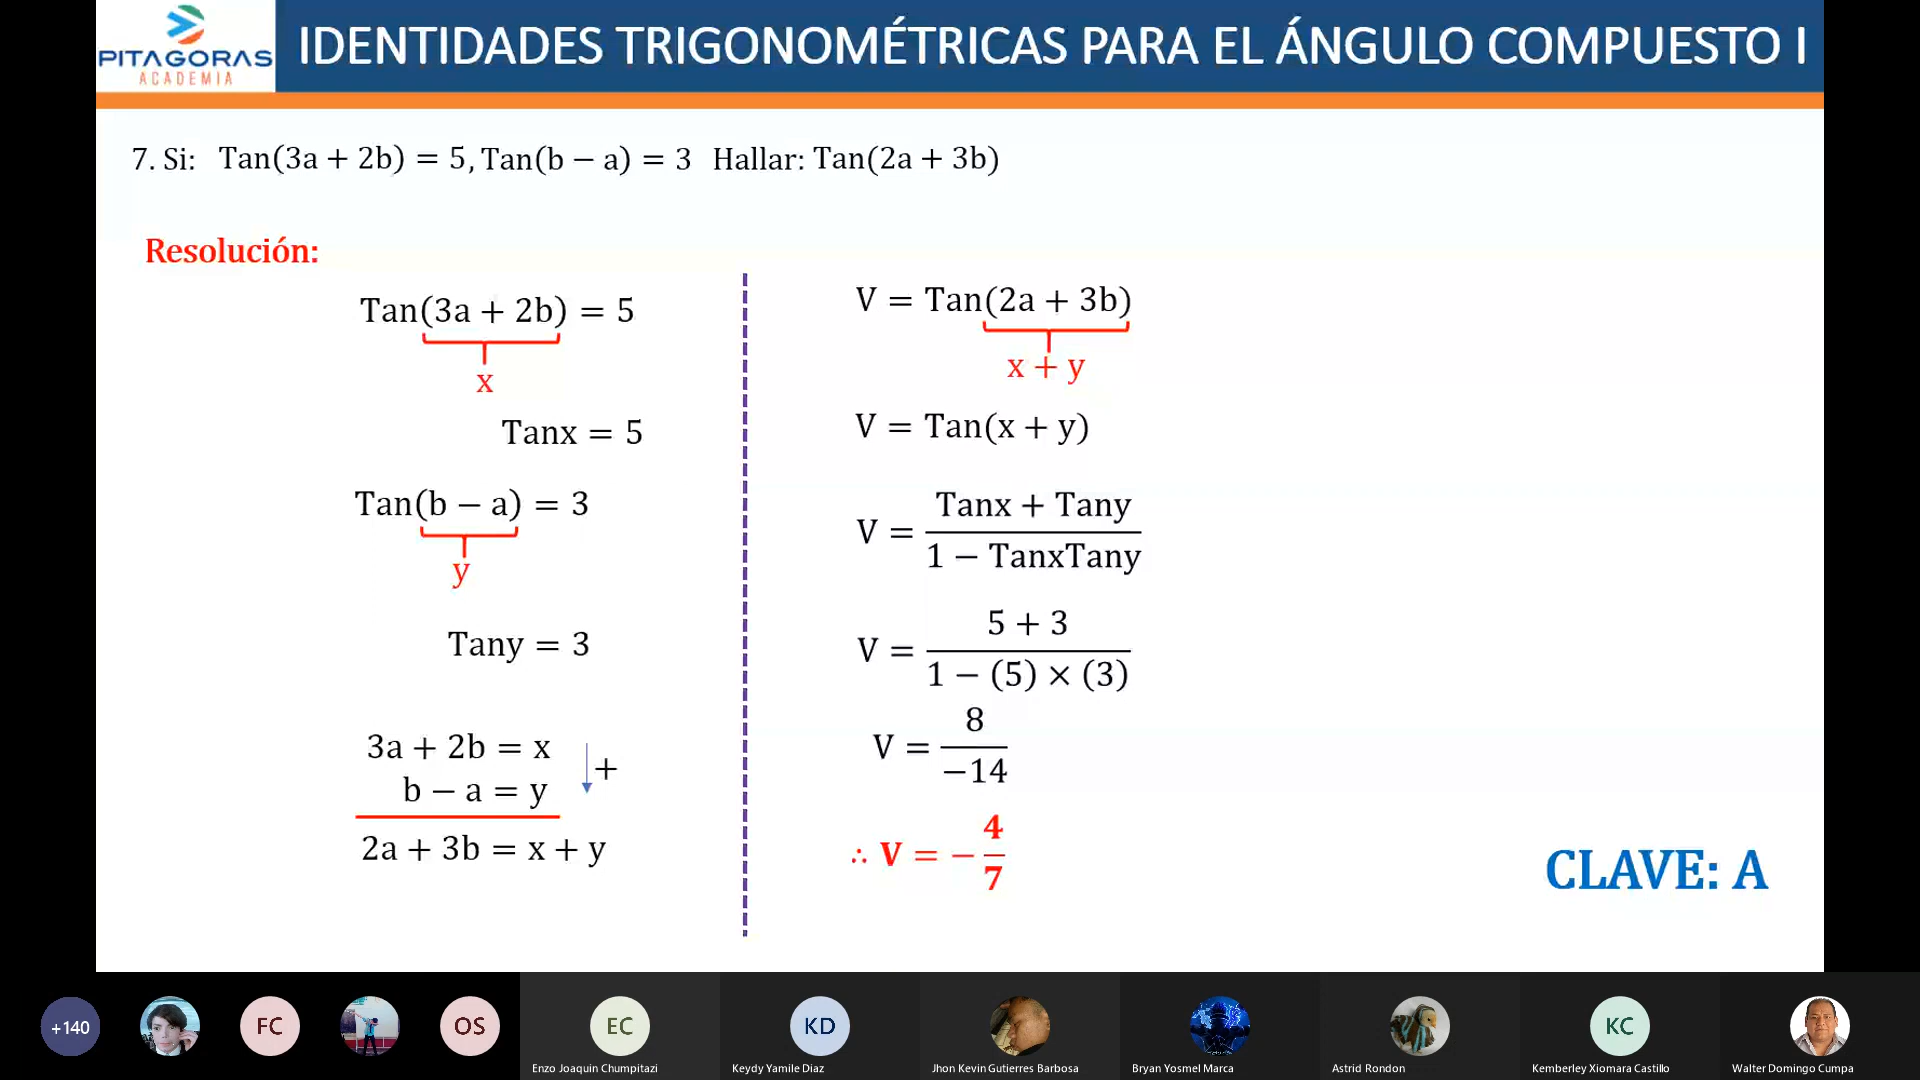 PITAGORAS
ACADEMIA
IDENTIDADES TRIGONOMÉTRICAS PARA EL ÁNGULO COMPUESTO I
7. Si: Tan(3a + 2b) = 5, Tan(b − a) = 3 Hallar: Tan(2a + 3b)
Resolución:
Tan(3a + 2b) = 5
x
Tanx = 5
Tan(b − a) = 3
y
Tany = 3
3a + 2b = x
b − a = y
+
2a + 3b = x + y
V = Tan(2a + 3b)
x + y
V = Tan(x + y)
V = \frac{Tanx + Tany}{1 − TanxTany}
V = \frac{5 + 3}{1 − (5) × (3)}
V = \frac{8}{−14}
∴ V = −\frac{4}{7}
CLAVE: A
+140
FC
OS
EC
KD
KC
Enzo Joaquin Chumpitazi
Keydy Yamile Diaz
Jhon Kevin Gutierres Barbosa
Bryan Yosmel Marca
Astrid Rondon
Kemberley Xiomara Castillo
Walter Domingo Cumpa